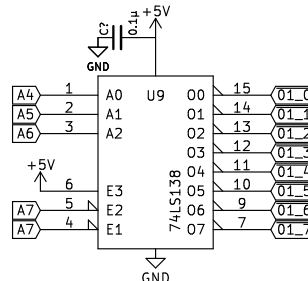 +5V
C?
0.1µ
GND
A4 1 A0 U9 O0 15
A5 2 A1 O1 14
A6 3 A2 O2 13
O3 12
+5V O4 11
6 E3 O5 10
A7 5 E2 O6 9
A7 4 E1 O7 7
74LS138
GND